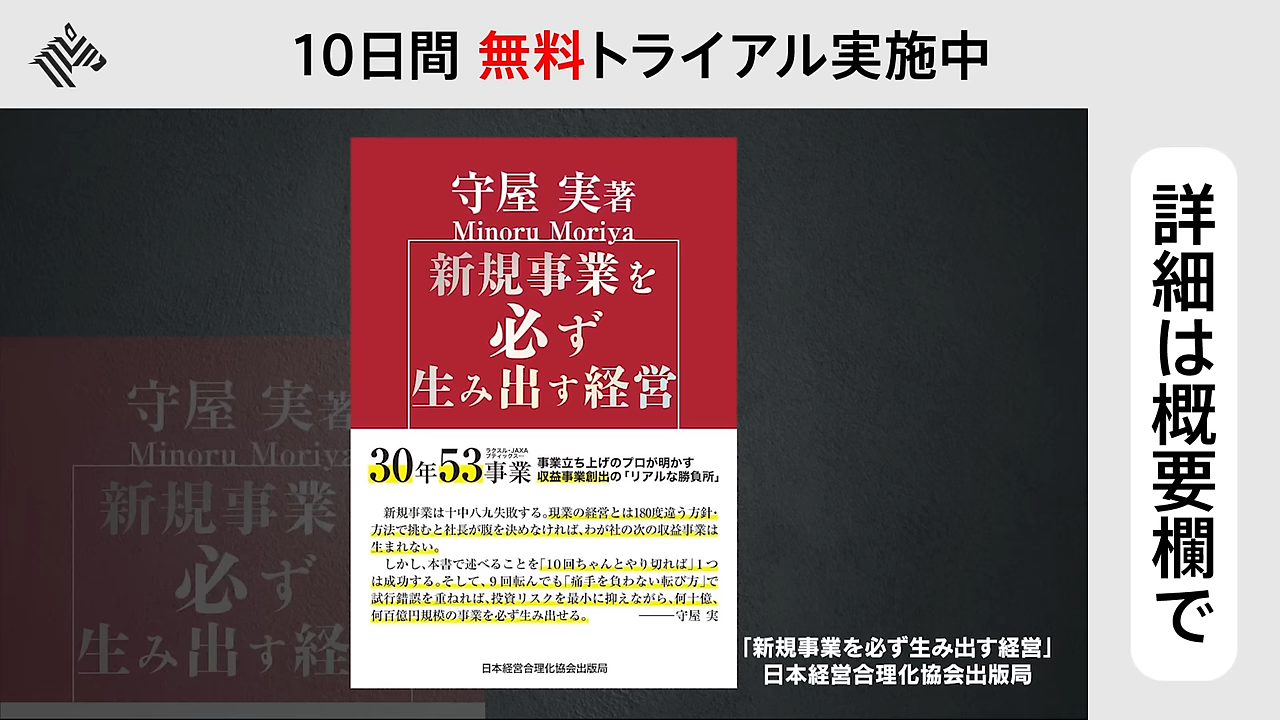 10日間 無料トライアル実施中
守屋 実著
Minoru Moriya
新規事業を
必ず
生み出す経営
30年53事業
ラクスル・JAXA
ブティックス…
事業立ち上げのプロが明かす
収益事業創出の「リアルな勝負所」
新規事業は十中八九失敗する。現業の経営とは180度違う方針・
方法で挑むと社長が腹を決めなければ、わが社の次の収益事業は
生まれない。
しかし、本書で述べることを「10回ちゃんとやり切れば」1つ
は成功する。そして、9回転んでも「痛手を負わない転び方」で
試行錯誤を重ねれば、投資リスクを最小に抑えながら、何十億、
何百億円規模の事業を必ず生み出せる。 ――守屋 実
日本経営合理化協会出版局
守屋 実著
Minoru Moriya
新規事業
必ず
生み出す経
「新規事業を必ず生み出す経営」
日本経営合理化協会出版局
詳細は概要欄で